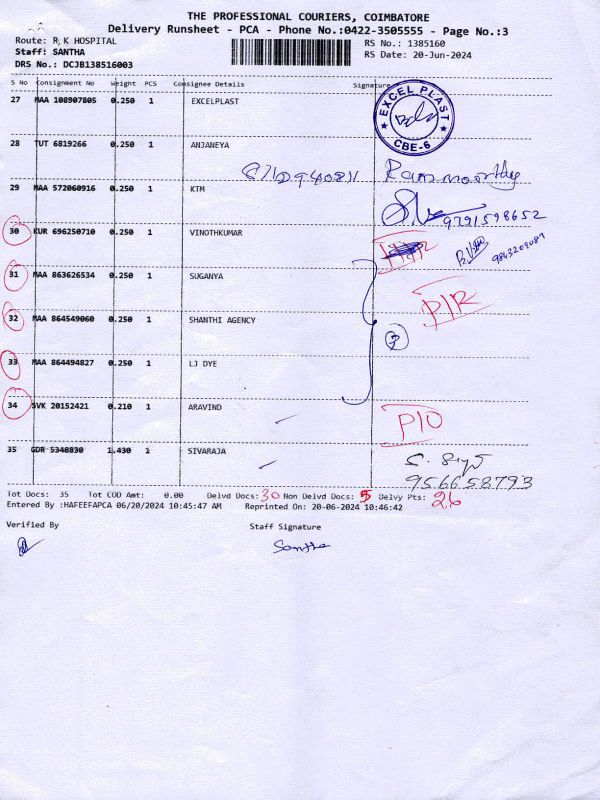 THE PROFESSIONAL COURIERS, COIMBATORE
Delivery Runsheet - PCA - Phone No.:0422-3505555 - Page No.:3
Route: R, K HOSPITAL
Staff: SANTHA
DRS No.: DCJB138516003
RS No.: 1385160
RS Date: 20-Jun-2024
S No Consignment No Weight PCS Consignee Details Signature
27 MAA 108907805 0.250 1 EXCELPLAST
EXCEL PLAST
CBE-6
28 TUT 6819266 0.250 1 ANJANEYA
Rammoorthy
29 MAA 572060916 0.250 1 KTM
9791598652
30 KUR 696250710 0.250 1 VINOTHKUMAR
31 MAA 863626534 0.250 1 SUGANYA
P/R
32 MAA 864549060 0.250 1 SHANTHI AGENCY
33 MAA 864494827 0.250 1 LJ DYE
34 SVK 20152421 0.210 1 ARAVIND
P/O
35 GDR 5340830 1.430 1 SIVARAJA
9566658793
Tot Docs: 35 Tot COD Amt: 0.00 Delvd Docs: 30 Non Delvd Docs: 5 Delvy Pts: 26
Entered By :HAFEEFAPCA 06/20/2024 10:45:47 AM Reprinted On: 20-06-2024 10:46:42
Verified By Staff Signature
Santha